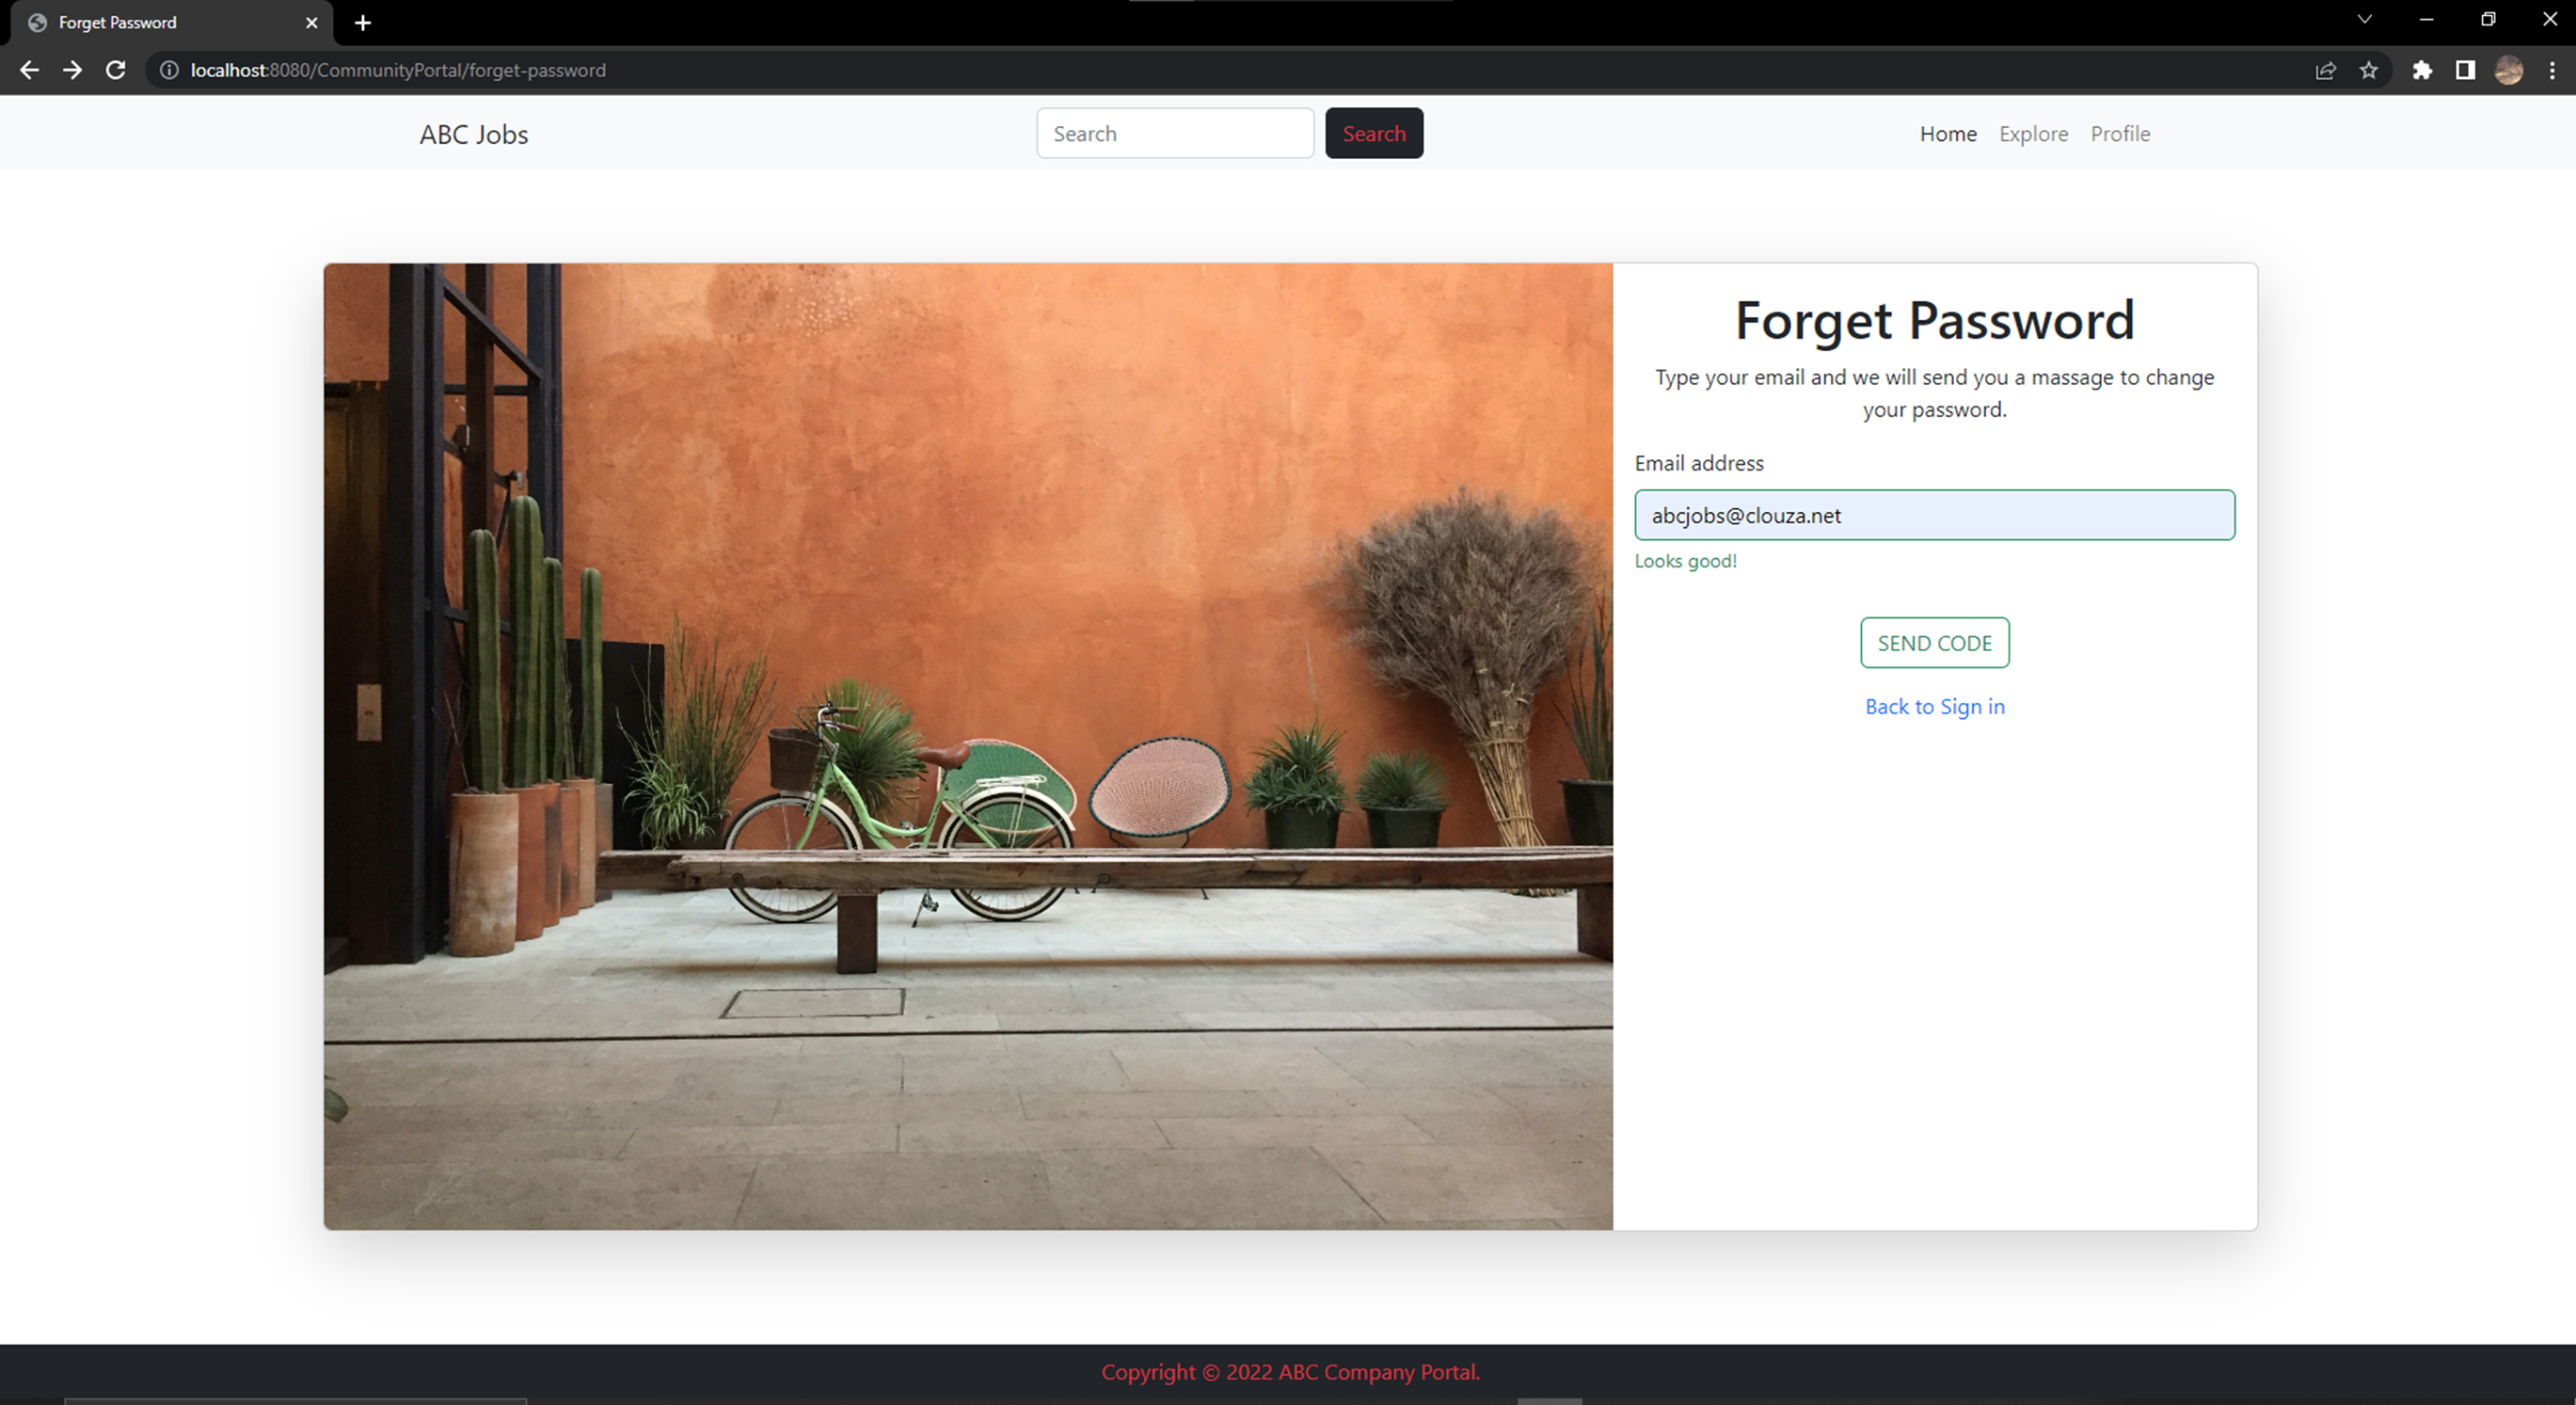 Forget Password
localhost:8080/CommunityPortal/forget-password
ABC Jobs
Search
Search
Home Explore Profile
Forget Password
Type your email and we will send you a massage to change
your password.
Email address
abcjobs@clouza.net
Looks good!
SEND CODE
Back to Sign in
Copyright © 2022 ABC Company Portal.